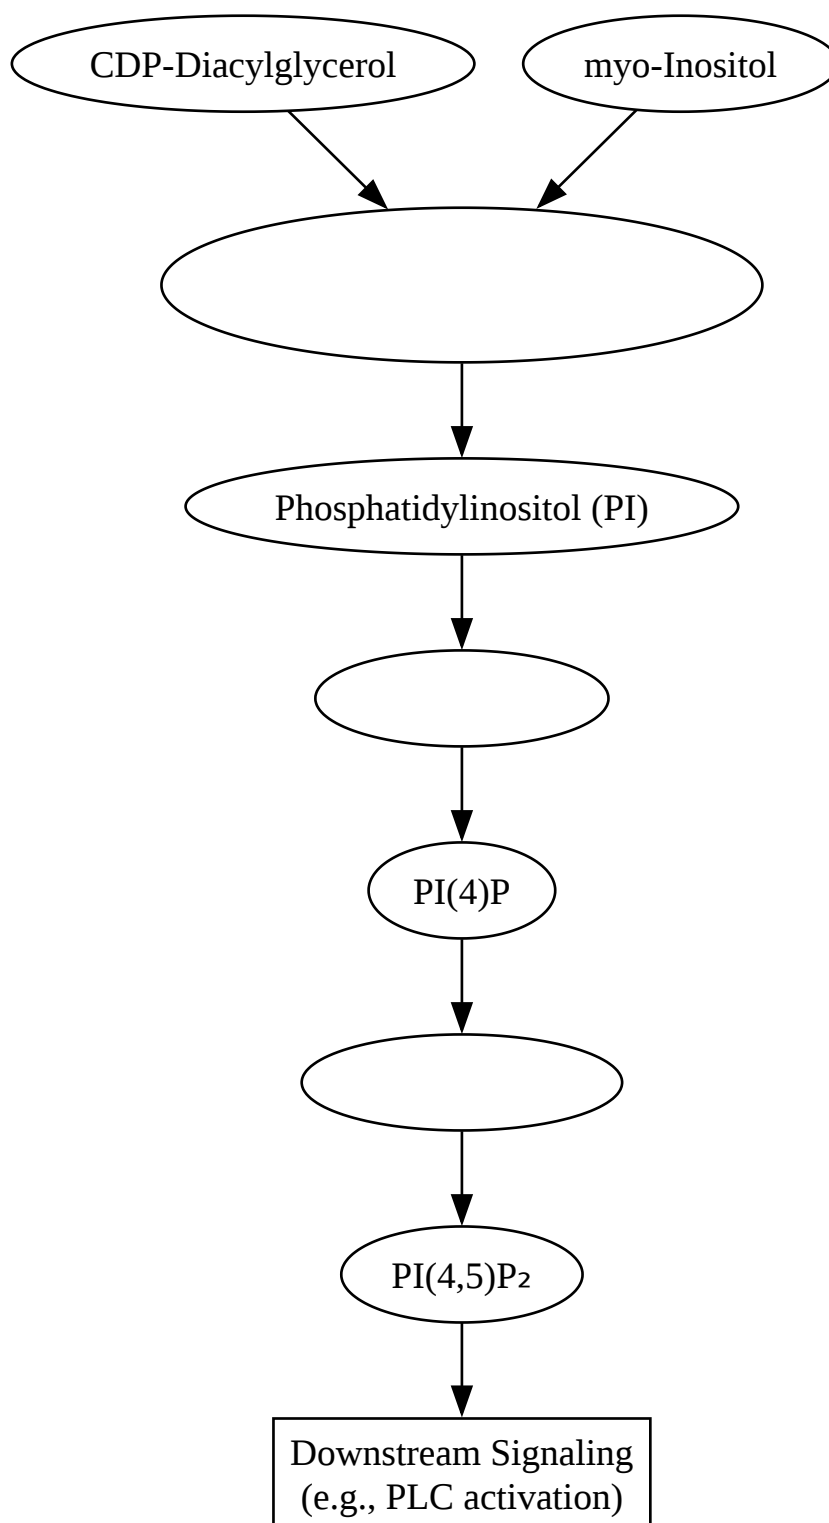 CDP-Diacylglycerol
myo-Inositol
Phosphatidylinositol (PI)
PI(4)P
PI(4,5)P₂
Downstream Signaling
(e.g., PLC activation)